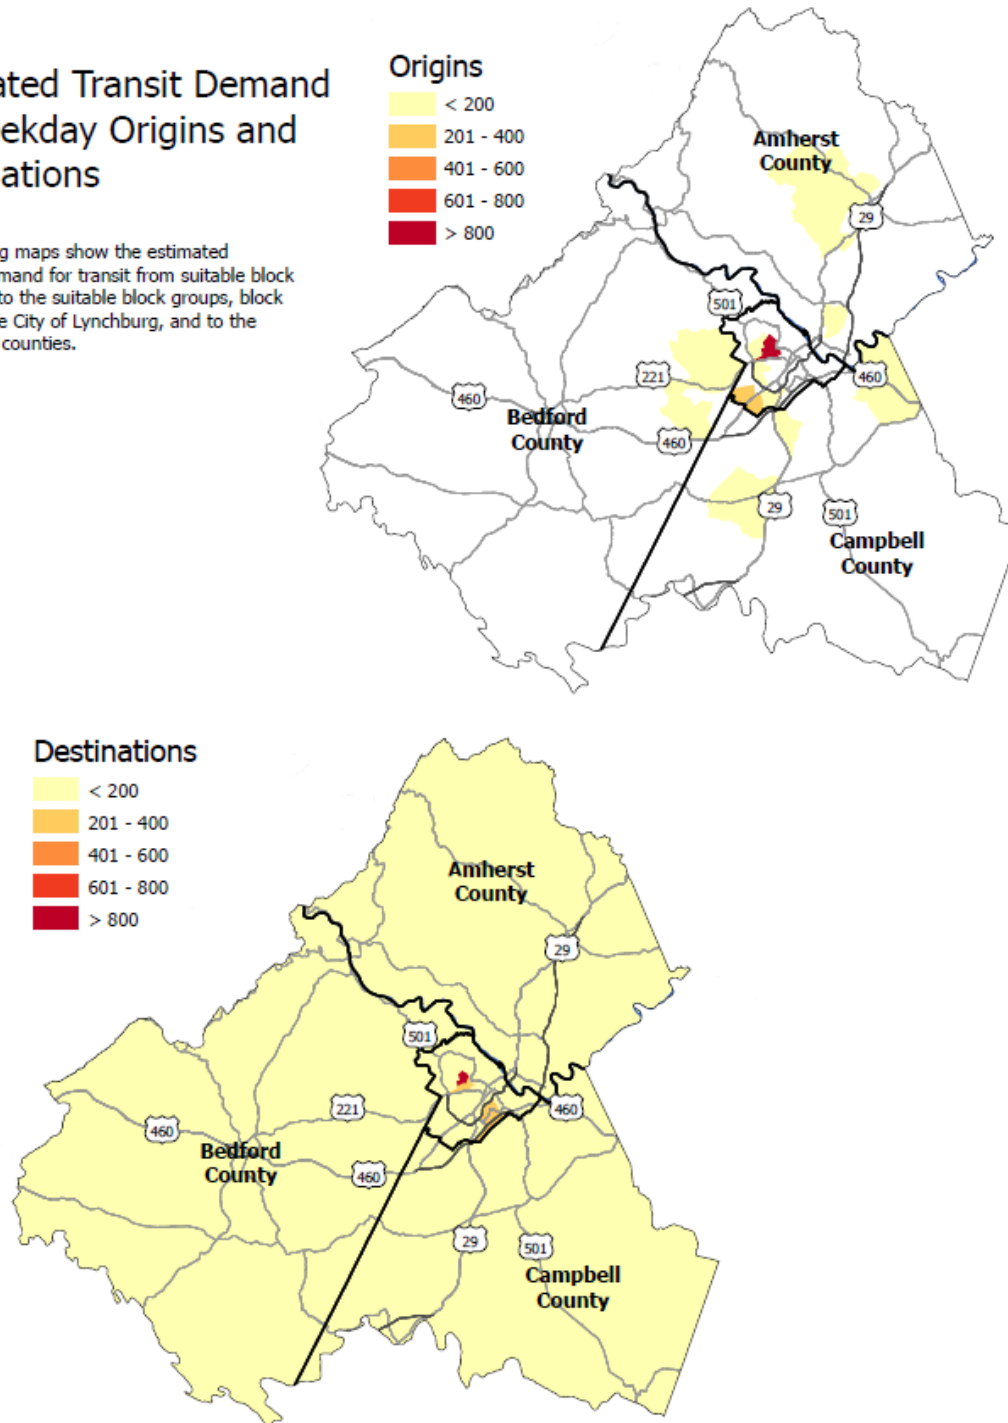 ated Transit Demand
ekday Origins and
ations
g maps show the estimated
mand for transit from suitable block
to the suitable block groups, block
e City of Lynchburg, and to the
counties.
Origins
< 200
201 - 400
401 - 600
601 - 800
> 800
Amherst
County
29
501
221
460
460
460
Bedford
County
29
501
Campbell
County
Destinations
< 200
201 - 400
401 - 600
601 - 800
> 800
Amherst
County
29
501
221
460
460
460
Bedford
County
29
501
Campbell
County